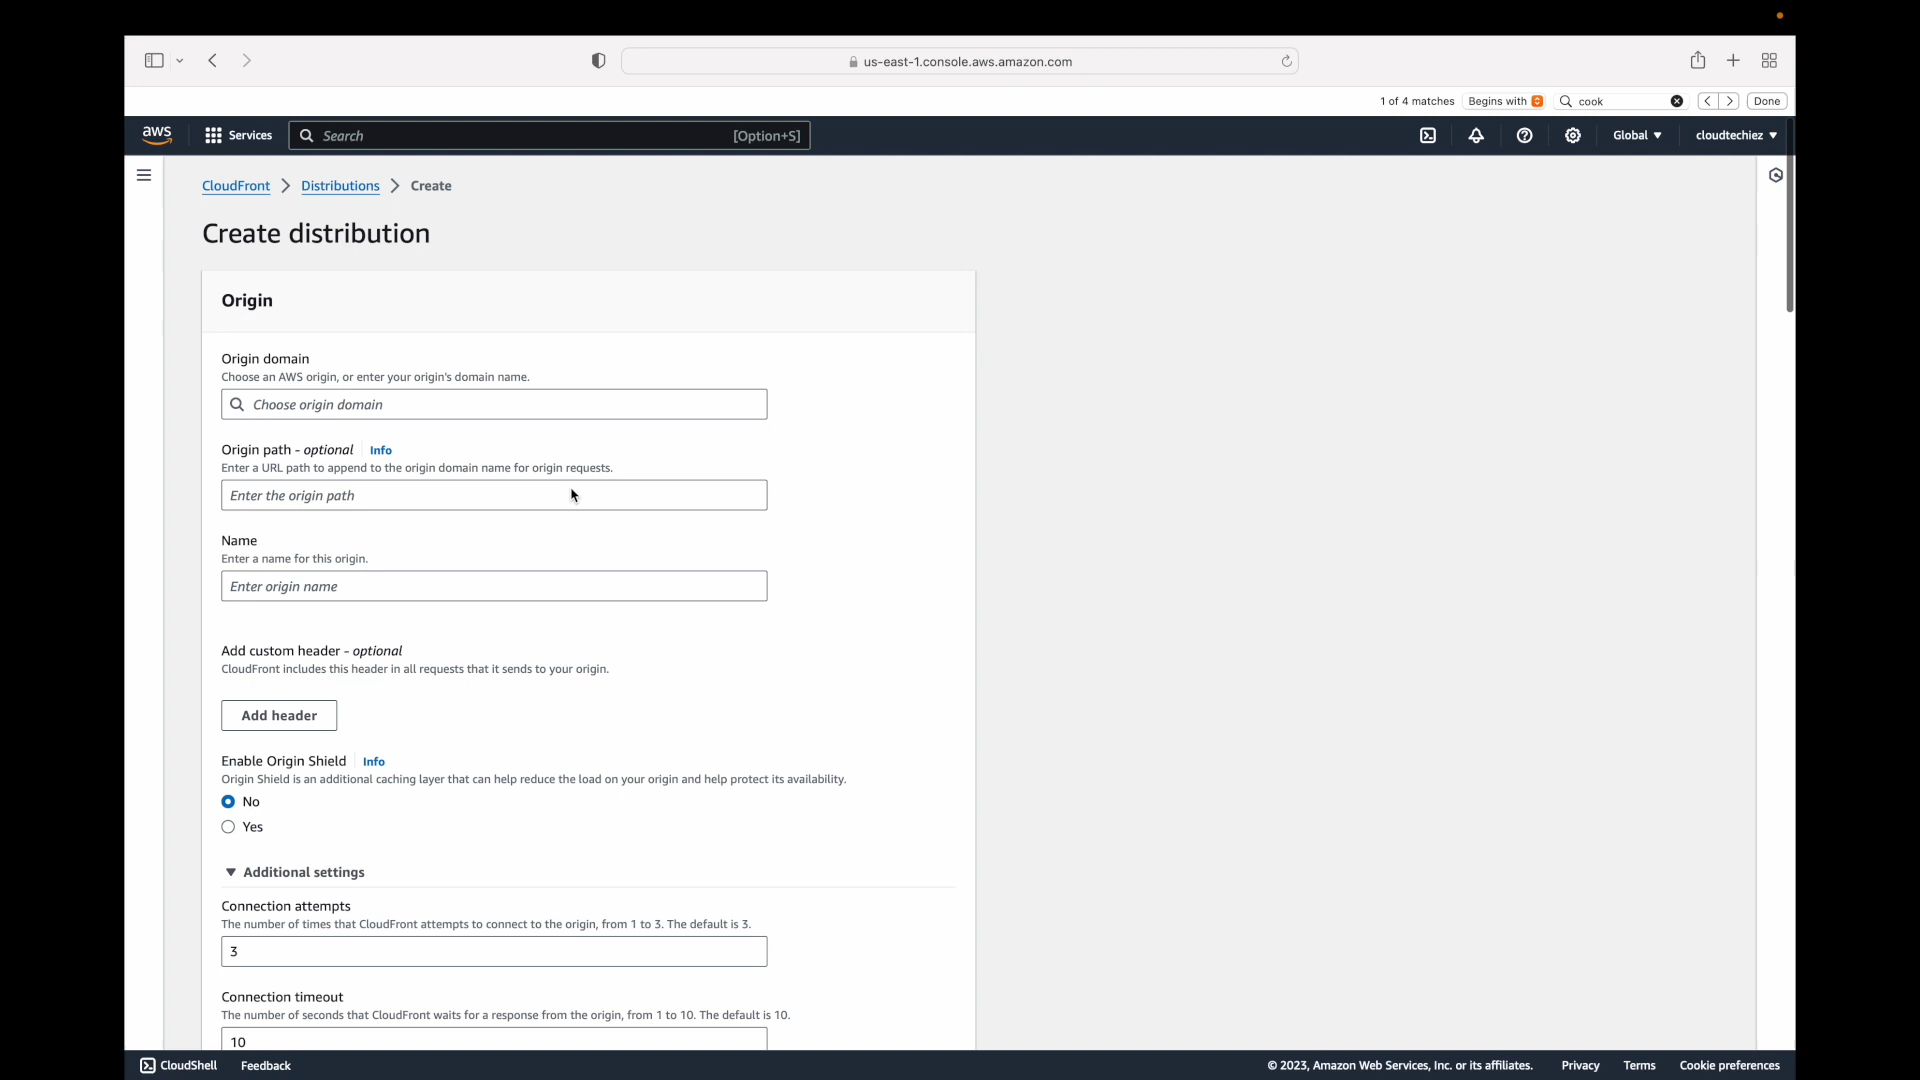 us-east-1.console.aws.amazon.com
1 of 4 matches Begins with cook Done
aws Services Search [Option+S] Global cloudtechiez
CloudFront Distributions Create
Create distribution
Origin
Origin domain
Choose an AWS origin, or enter your origin's domain name.
Choose origin domain
Origin path - optional Info
Enter a URL path to append to the origin domain name for origin requests.
Enter the origin path
Name
Enter a name for this origin.
Enter origin name
Add custom header - optional
CloudFront includes this header in all requests that it sends to your origin.
Add header
Enable Origin Shield Info
Origin Shield is an additional caching layer that can help reduce the load on your origin and help protect its availability.
No
Yes
Additional settings
Connection attempts
The number of times that CloudFront attempts to connect to the origin, from 1 to 3. The default is 3.
3
Connection timeout
The number of seconds that CloudFront waits for a response from the origin, from 1 to 10. The default is 10.
10
CloudShell Feedback © 2023, Amazon Web Services, Inc. or its affiliates. Privacy Terms Cookie preferences